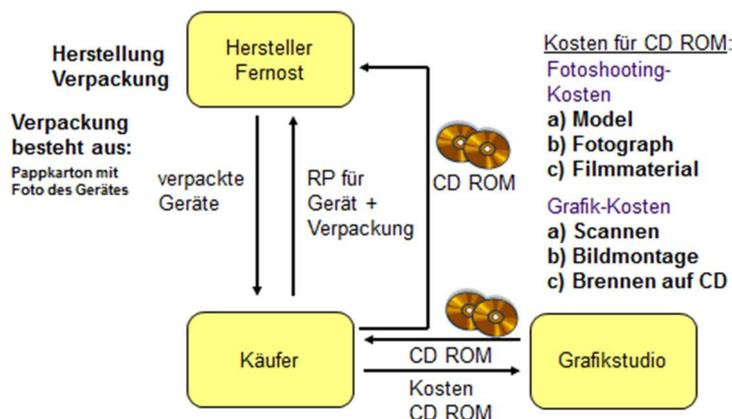 Herstellung
Verpackung
Verpackung
besteht aus:
Pappkarton mit
Foto des Gerätes
Hersteller
Fernost
verpackte
Geräte
RP für
Gerät +
Verpackung
CD ROM
Kosten für CD ROM:
Fotoshooting-
Kosten
a) Model
b) Fotograph
c) Filmmaterial
Grafik-Kosten
a) Scannen
b) Bildmontage
c) Brennen auf CD
Käufer
CD ROM
Kosten
CD ROM
Grafikstudio